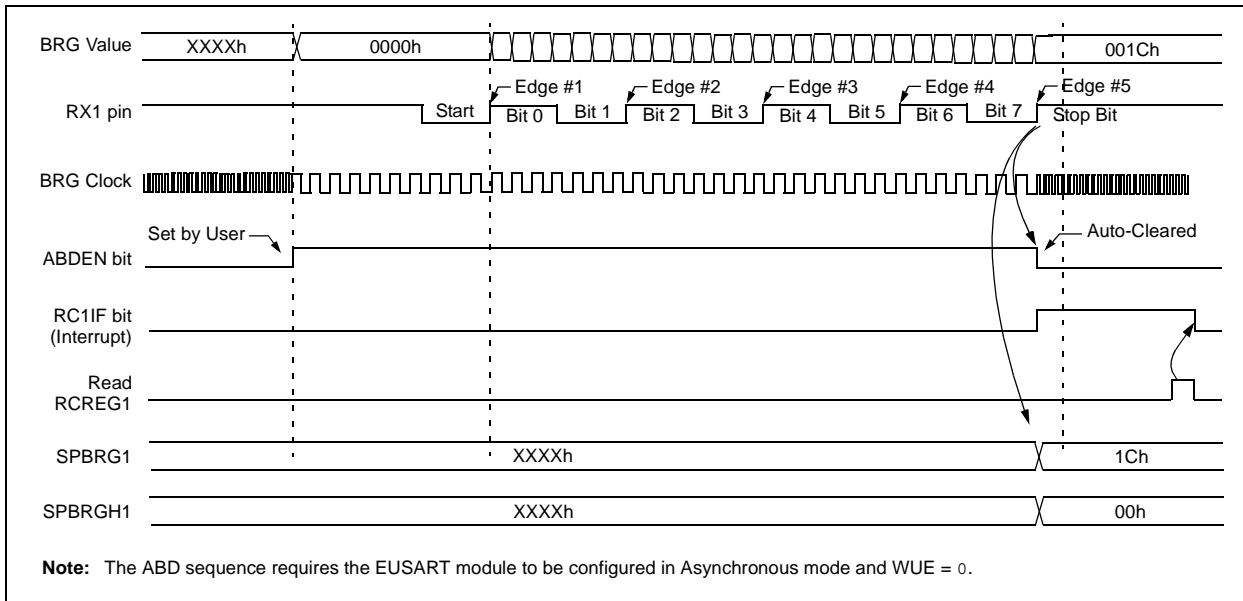 BRG Value XXXXh 0000h 001Ch
Edge #1 Edge #2 Edge #3 Edge #4 Edge #5
RX1 pin Start Bit 0 Bit 1 Bit 2 Bit 3 Bit 4 Bit 5 Bit 6 Bit 7 Stop Bit
BRG Clock
Set by User Auto-Cleared
ABDEN bit
RC1IF bit
(Interrupt)
Read
RCREG1
SPBRG1 XXXXh 1Ch
SPBRGH1 XXXXh 00h
Note: The ABD sequence requires the EUSART module to be configured in Asynchronous mode and WUE = 0.